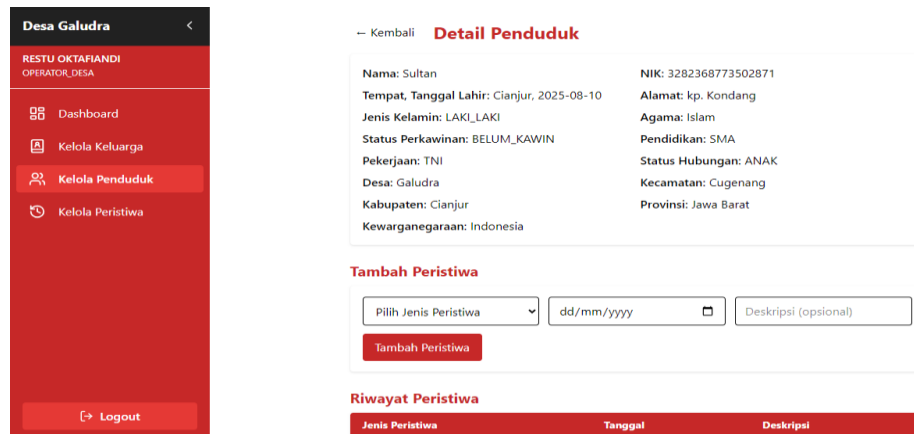 Desa Galudra
RESTU OKTAFIANDI
OPERATOR_DESA
Dashboard
Kelola Keluarga
Kelola Penduduk
Kelola Peristiwa
Logout
← Kembali Detail Penduduk
Nama: Sultan NIK: 3282368773502871
Tempat, Tanggal Lahir: Cianjur, 2025-08-10 Alamat: kp. Kondang
Jenis Kelamin: LAKI_LAKI Agama: Islam
Status Perkawinan: BELUM_KAWIN Pendidikan: SMA
Pekerjaan: TNI Status Hubungan: ANAK
Desa: Galudra Kecamatan: Cugenang
Kabupaten: Cianjur Provinsi: Jawa Barat
Kewarganegaraan: Indonesia
Tambah Peristiwa
Pilih Jenis Peristiwa dd/mm/yyyy Deskripsi (opsional)
Tambah Peristiwa
Riwayat Peristiwa
Jenis Peristiwa Tanggal Deskripsi